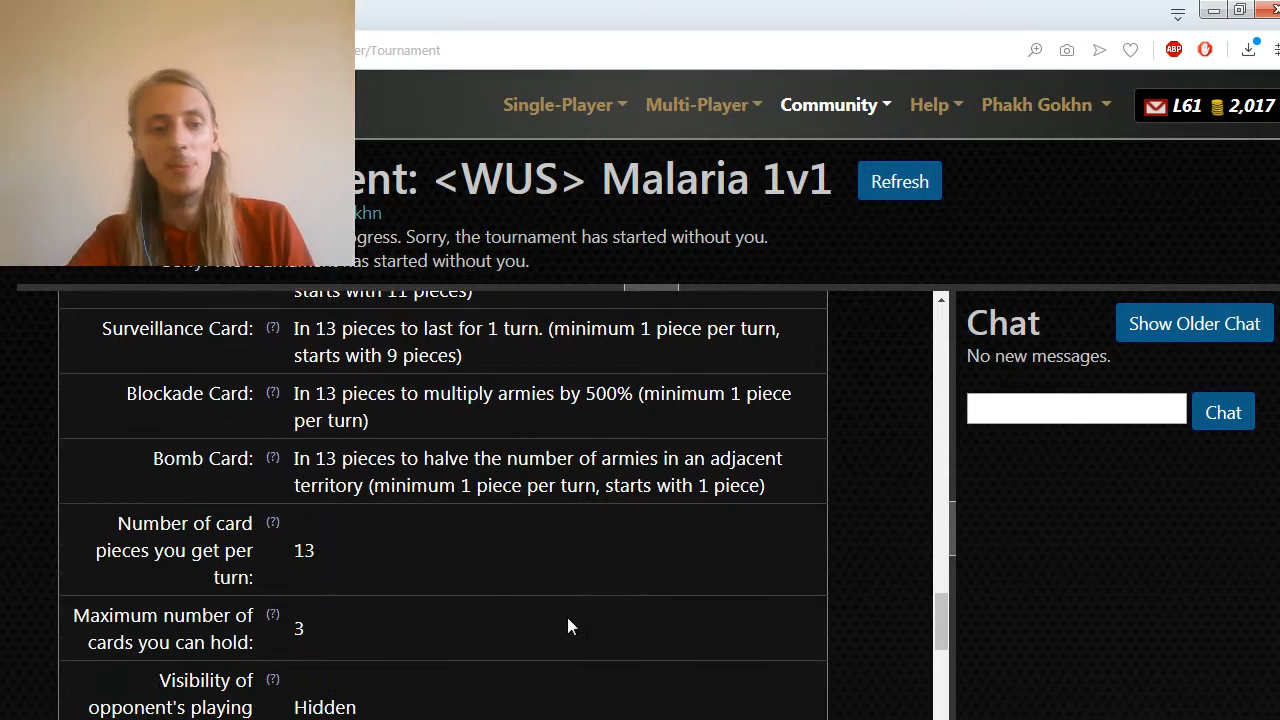 er/Tournament
ABP
Single-Player Multi-Player Community Help Phakh Gokhn L61 2,017
ent: <WUS> Malaria 1v1 Refresh
khn
ogress. Sorry, the tournament has started without you.
has started without you.
starts with 11 pieces)
Surveillance Card: (?) In 13 pieces to last for 1 turn. (minimum 1 piece per turn,
starts with 9 pieces)
Blockade Card: (?) In 13 pieces to multiply armies by 500% (minimum 1 piece
per turn)
Bomb Card: (?) In 13 pieces to halve the number of armies in an adjacent
territory (minimum 1 piece per turn, starts with 1 piece)
Number of card (?)
pieces you get per 13
turn:
Maximum number of (?)
cards you can hold: 3
Visibility of (?)
opponent's playing Hidden
Chat Show Older Chat
No new messages.
Chat